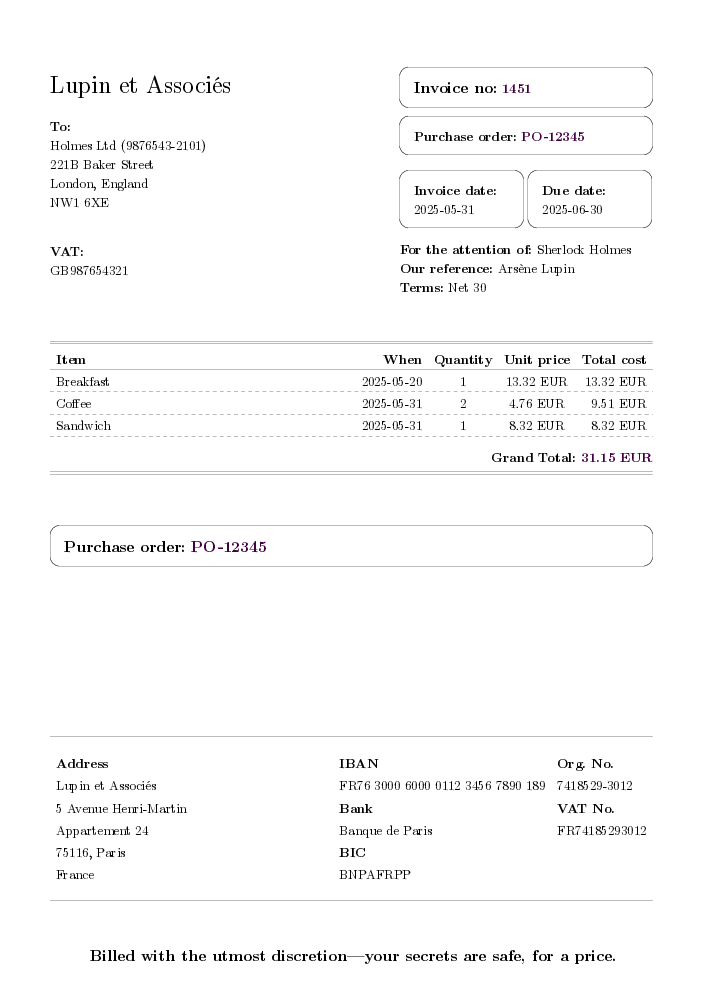 Lupin et Associés
To:
Holmes Ltd (9876543-2101)
221B Baker Street
London, England
NW1 6XE
VAT:
GB987654321
Invoice no: 1451
Purchase order: PO-12345
Invoice date:
2025-05-31
Due date:
2025-06-30
For the attention of: Sherlock Holmes
Our reference: Arsène Lupin
Terms: Net 30
Item When Quantity Unit price Total cost
Breakfast 2025-05-20 1 13.32 EUR 13.32 EUR
Coffee 2025-05-31 2 4.76 EUR 9.51 EUR
Sandwich 2025-05-31 1 8.32 EUR 8.32 EUR
Grand Total: 31.15 EUR
Purchase order: PO-12345
Address
Lupin et Associés
5 Avenue Henri-Martin
Appartement 24
75116, Paris
France
IBAN
FR76 3000 6000 0112 3456 7890 189
Bank
Banque de Paris
BIC
BNPAFRPP
Org. No.
7418529-3012
VAT No.
FR74185293012
Billed with the utmost discretion—your secrets are safe, for a price.